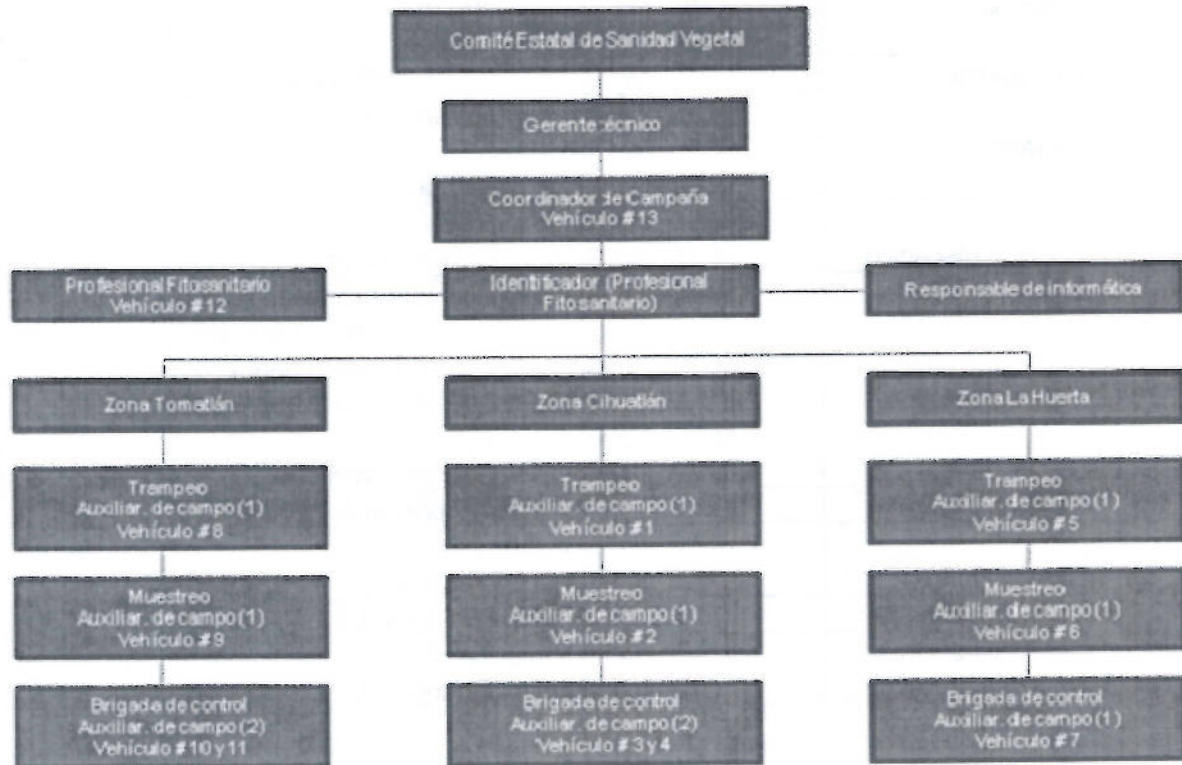 Comité Estatal de Sanidad Vegetal
Gerente técnico
Coordinador de Campaña
Vehículo #13
Profesional Fitosanitario
Vehículo #12
Identificador (Profesional
Fitosanitario)
Responsable de informática
Zona Tomatlán
Zona Cihuatlán
Zona La Huerta
Trampeo
Auxiliar. de campo (1)
Vehículo #8
Trampeo
Auxiliar. de campo (1)
Vehículo #1
Trampeo
Auxiliar. de campo (1)
Vehículo #5
Muestreo
Auxiliar. de campo (1)
Vehículo #9
Muestreo
Auxiliar. de campo (1)
Vehículo #2
Muestreo
Auxiliar. de campo (1)
Vehículo #6
Brigada de control
Auxiliar. de campo (2)
Vehículo #10 y 11
Brigada de control
Auxiliar. de campo (2)
Vehículo #3 y 4
Brigada de control
Auxiliar. de campo (1)
Vehículo #7